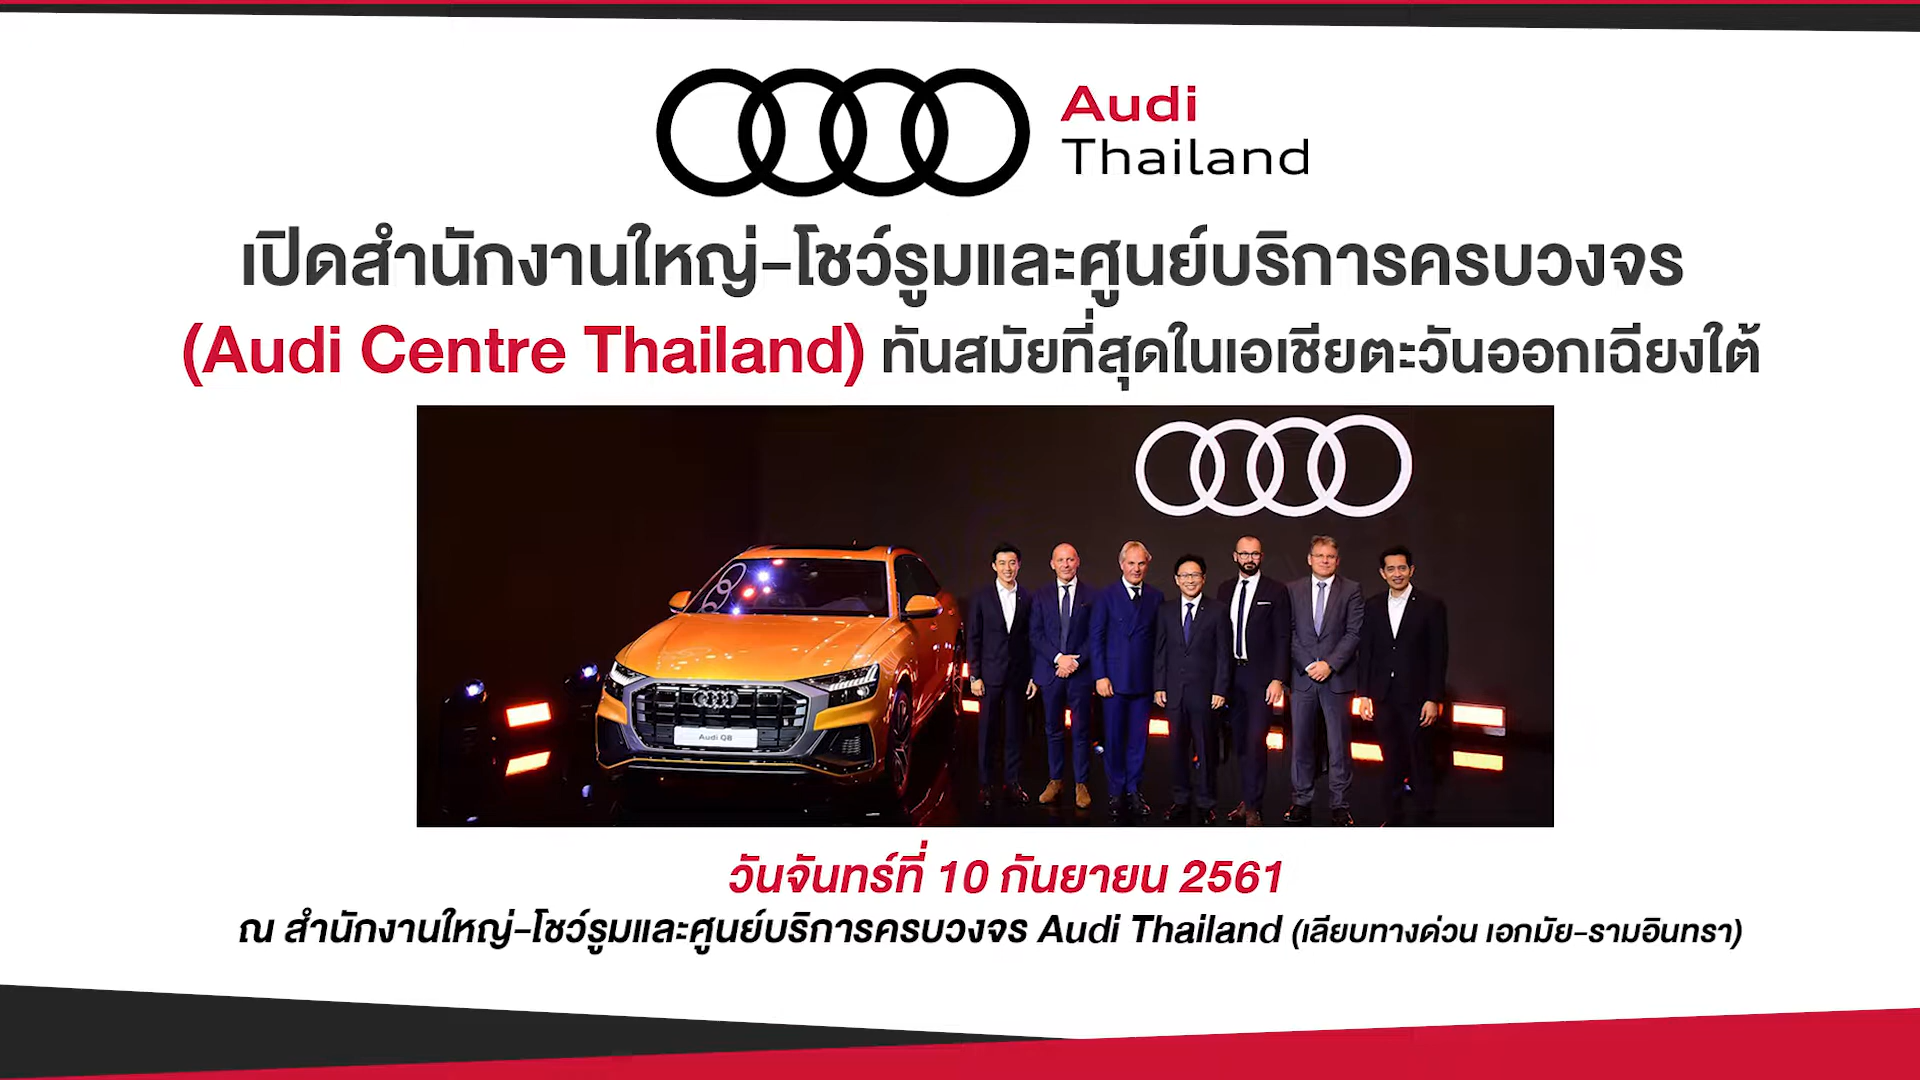 Audi
Thailand
เปิดสำนักงานใหญ่-โชว์รูมและศูนย์บริการครบวงจร
(Audi Centre Thailand) ทันสมัยที่สุดในเอเชียตะวันออกเฉียงใต้
Audi Q8
วันจันทร์ที่ 10 กันยายน 2561
ณ สำนักงานใหญ่-โชว์รูมและศูนย์บริการครบวงจร Audi Thailand (เลียบทางด่วน เอกมัย-รามอินทรา)